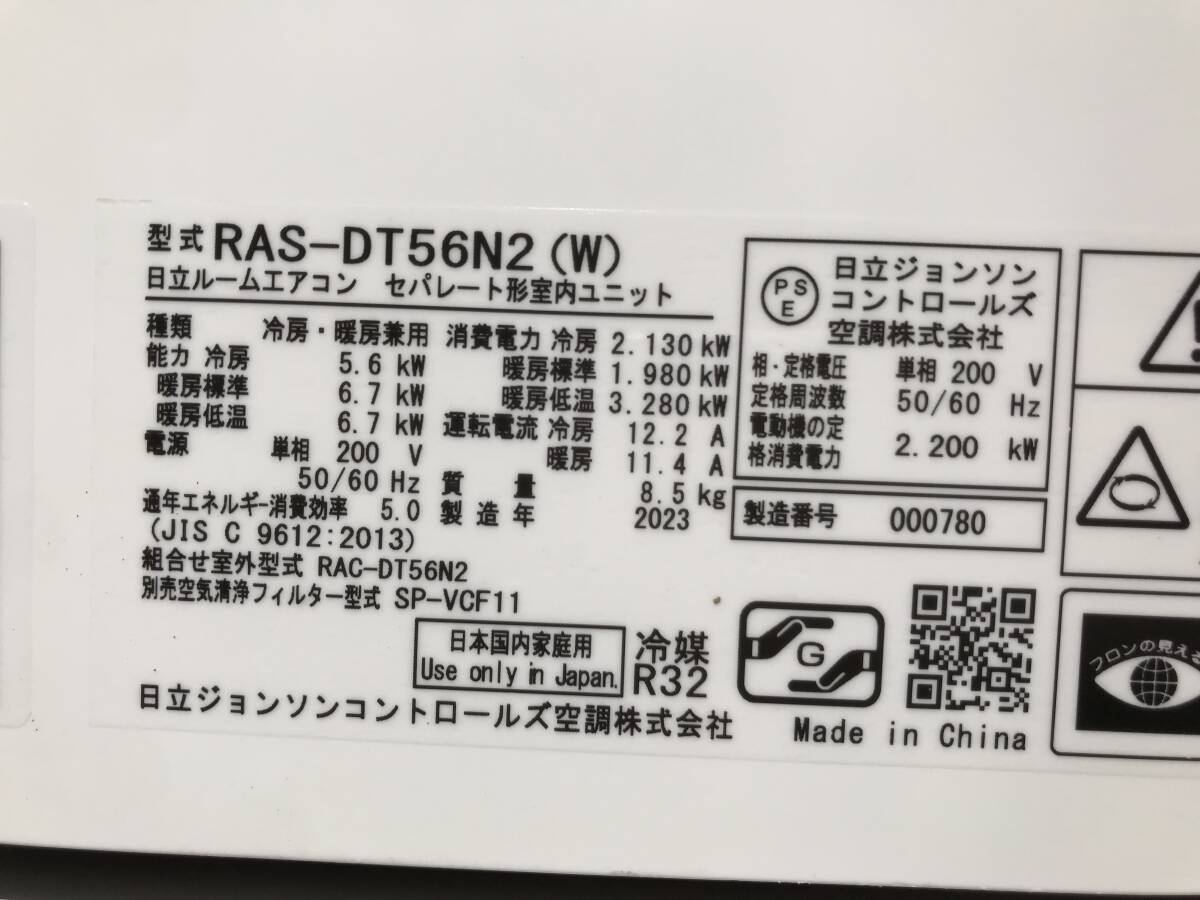 型式 RAS-DT56N2 (W)
日立ルームエアコン セパレート形室内ユニット
種類 冷房・暖房兼用
能力 冷房 5.6 kW
暖房標準 6.7 kW
暖房低温 6.7 kW
電源 単相 200 V
50/60 Hz
通年エネルギー消費効率 5.0
(JIS C 9612:2013)
消費電力 冷房 2.130 kW
暖房標準 1.980 kW
暖房低温 3.280 kW
運転電流 冷房 12.2 A
暖房 11.4 A
質量 8.5 kg
製造年 2023
組合せ室外型式 RAC-DT56N2
別売空気清浄フィルター型式 SP-VCF11
日本国内家庭用
Use only in Japan.
冷媒
R32
日立ジョンソンコントロールズ空調株式会社
PS
E
日立ジョンソン
コントロールズ
空調株式会社
相・定格電圧 単相 200 V
定格周波数 50/60 Hz
電動機の定
格消費電力 2.200 kW
製造番号 000780
G
Made in China
フロンの見える